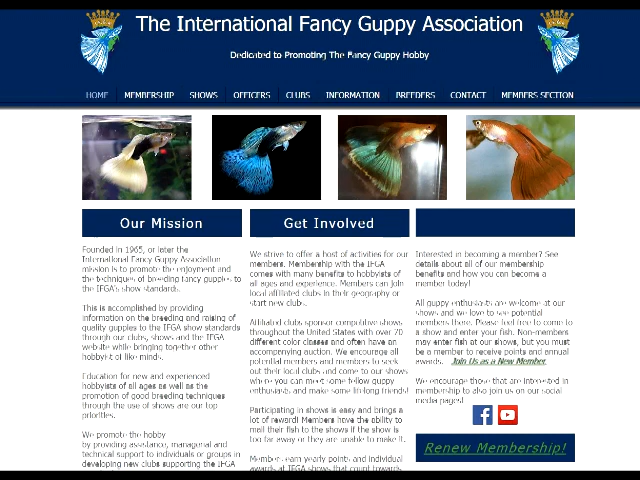 The International Fancy Guppy Association
Dedicated to Promoting The Fancy Guppy Hobby
HOME MEMBERSHIP SHOWS OFFICERS CLUBS INFORMATION BREEDERS CONTACT MEMBERS SECTION
Our Mission
Founded in 1965, or later the
International Fancy Guppy Association
mission is to promote the enjoyment and
the techniques of breeding fancy guppies to
the IFGA's show standards.
This is accomplished by providing
information on the breeding and raising of
quality guppies to the IFGA show standards
through our clubs, shows and the IFGA
website while bringing together other
hobbyist of like minds.
Education for new and experienced
hobbyists of all ages as well as the
promotion of good breeding techniques
through the use of shows are our top
priorities.
We promote the hobby
by providing assistance, managerial and
technical support to individuals or groups in
developing new clubs supporting the IFGA
Get Involved
We strive to offer a host of activities for our
members. Membership with the IFGA
comes with many benefits to hobbyists of
all ages and experience. Members can join
local affiliated clubs in their geography or
start new clubs.
Affiliated clubs sponsor competitive shows
throughout the United States with over 70
different color classes and often have an
accompanying auction. We encourage all
potential members and members to seek
out their local clubs and come to our shows
where you can meet some fellow guppy
enthusiasts and make some life long friends!
Participating in shows is easy and brings a
lot of reward! Members have the ability to
mail their fish to the shows if the show is
too far away or they are unable to make it.
Members earn yearly points and individual
awards at IFGA shows that count towards
Interested in becoming a member? See
details about all of our membership
benefits and how you can become a
member today!
All guppy enthusiasts are welcome at our
shows and we love to see potential
members there. Please feel free to come to
a show and enter your fish. Non-members
may enter fish at our shows, but you must
be a member to receive points and annual
awards. Join Us as a New Member
We encourage those that are interested in
membership to also join us on our social
media pages!
Renew Membership!